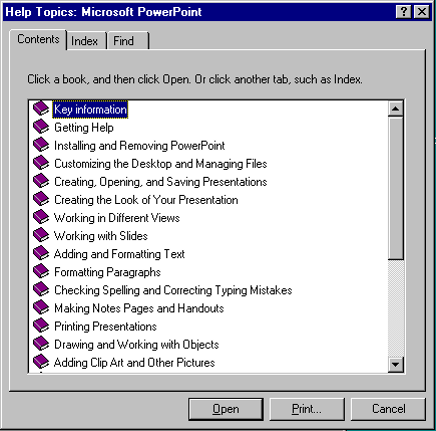 Help Topics: Microsoft PowerPoint
Contents Index Find
Click a book, and then click Open. Or click another tab, such as Index.
Key information
Getting Help
Installing and Removing PowerPoint
Customizing the Desktop and Managing Files
Creating, Opening, and Saving Presentations
Creating the Look of Your Presentation
Working in Different Views
Working with Slides
Adding and Formatting Text
Formatting Paragraphs
Checking Spelling and Correcting Typing Mistakes
Making Notes Pages and Handouts
Printing Presentations
Drawing and Working with Objects
Adding Clip Art and Other Pictures
Open Print... Cancel